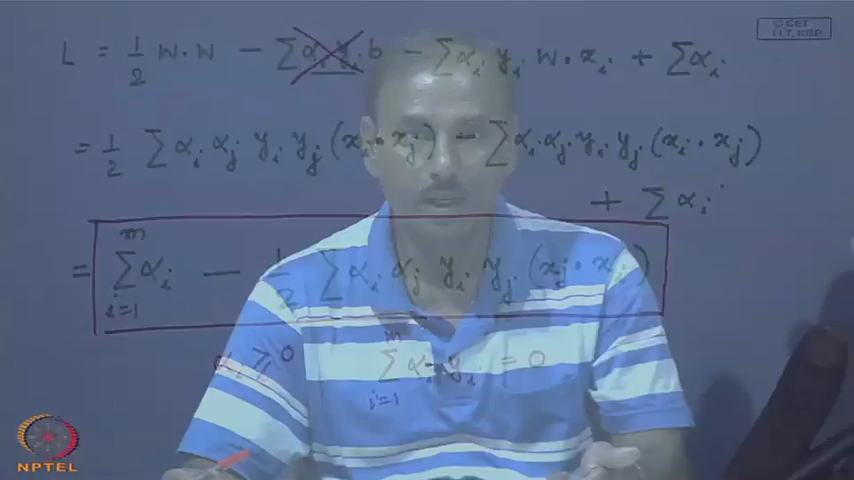 © CET
I.I.T. KGP
L = 1/2 w · w − Σ α_i y_i b − Σ α_i y_i w · x_i + Σ α_i
= 1/2 Σ α_i α_j y_i y_j (x_i · x_j) − Σ α_i α_j y_i y_j (x_i · x_j)
+ Σ α_i
= Σ_{i=1}^{m} α_i − 1/2 Σ α_i α_j y_i y_j (x_j · x_i)
α_i ≥ 0 Σ_{i=1}^{m} α_i y_i = 0
NPTEL